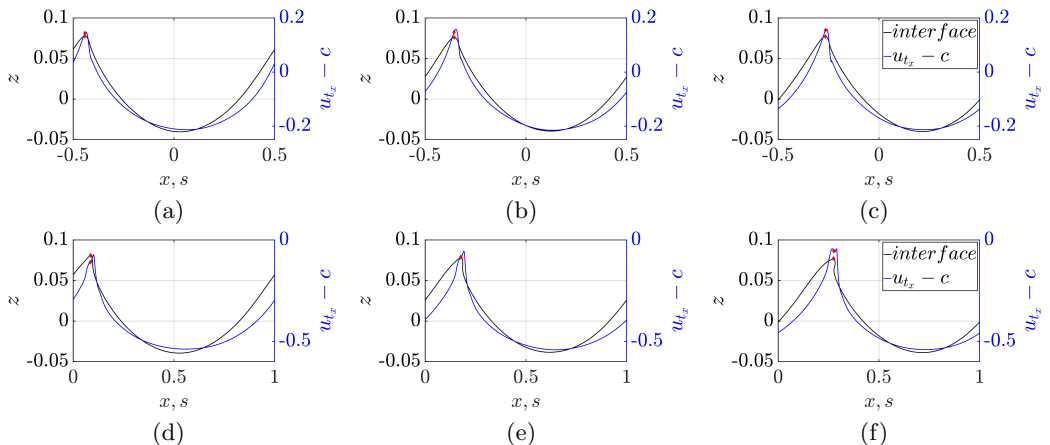 0.1 0.2 0.1 0.2 0.1 0.2
interface
u_{t_x} − c
0.05 0 0.05 0 0.05 0
z u_{t_x} − c z u_{t_x} − c z u_{t_x} − c
0 0 0
-0.2 -0.2 -0.2
-0.05 -0.05 -0.05
-0.5 0 0.5 -0.5 0 0.5 -0.5 0 0.5
x, s x, s x, s
(a) (b) (c)
0.1 0 0.1 0 0.1 0
interface
u_{t_x} − c
0.05 0.05 0.05
z u_{t_x} − c z u_{t_x} − c z u_{t_x} − c
0 0 0
-0.5 -0.5 -0.5
-0.05 -0.05 -0.05
0 0.5 1 0 0.5 1 0 0.5 1
x, s x, s x, s
(d) (e) (f)